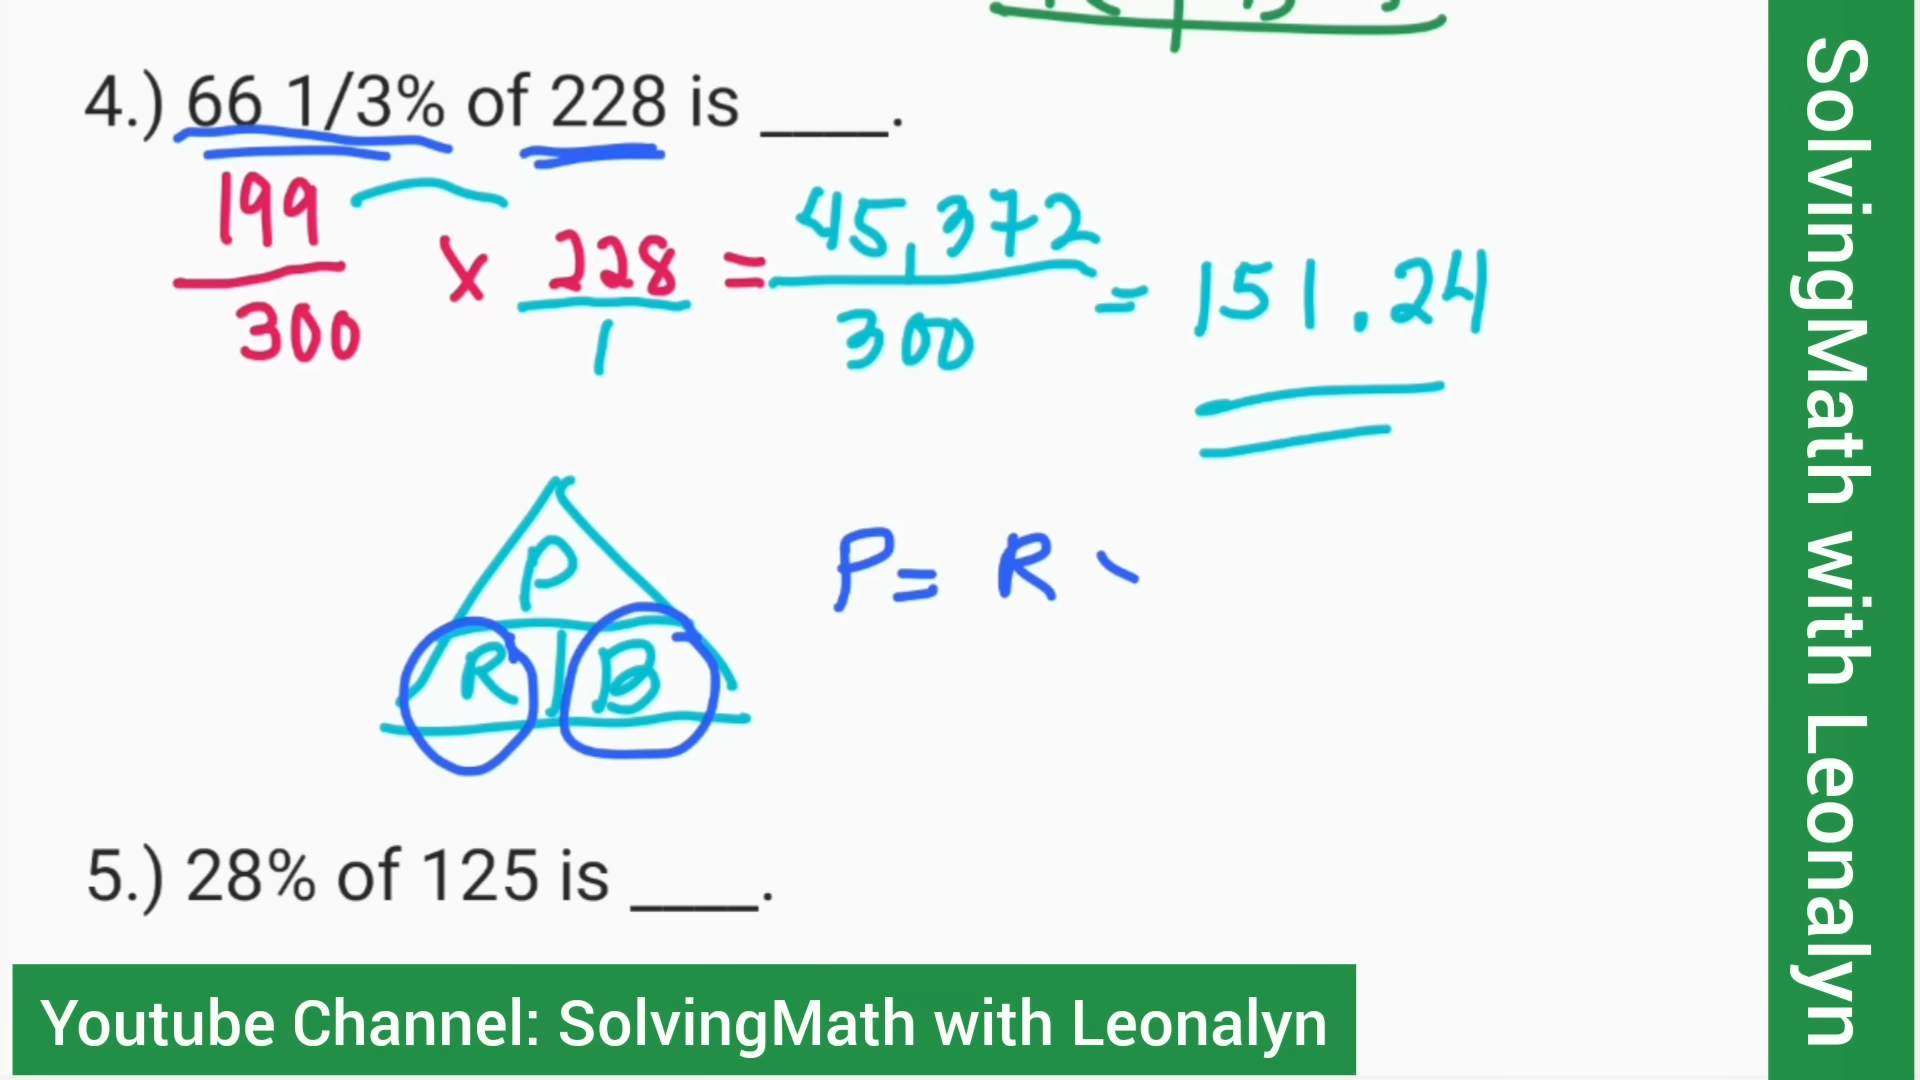 4.) 66 1/3% of 228 is ____.
199/300 x 228/1 = 45,372/300 = 151.24
P
R B
P = R
5.) 28% of 125 is ____.
Youtube Channel: SolvingMath with Leonalyn
SolvingMath with Leonalyn